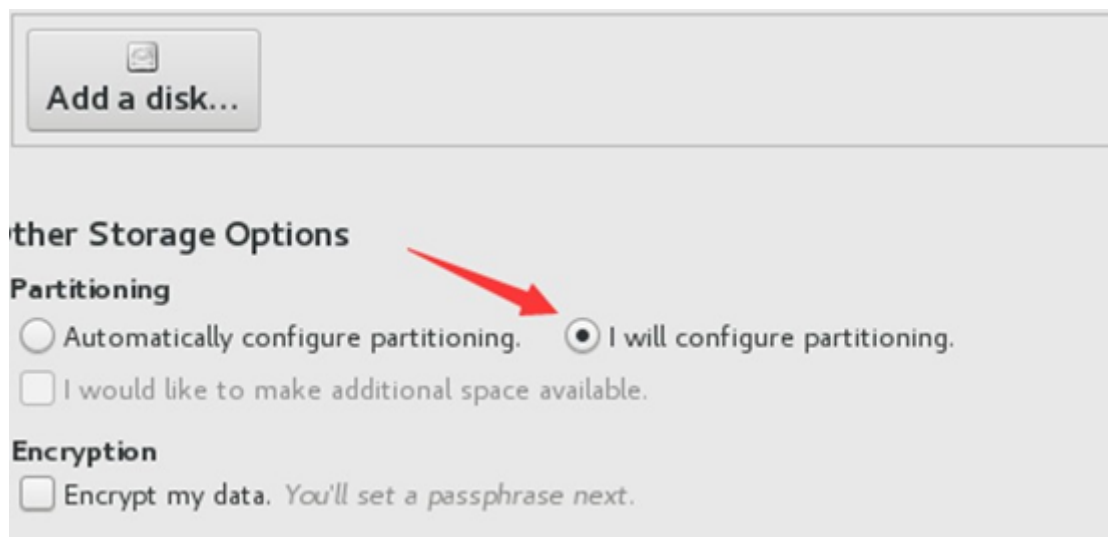 Add a disk...
ther Storage Options
Partitioning
Automatically configure partitioning. I will configure partitioning.
I would like to make additional space available.
Encryption
Encrypt my data. You'll set a passphrase next.